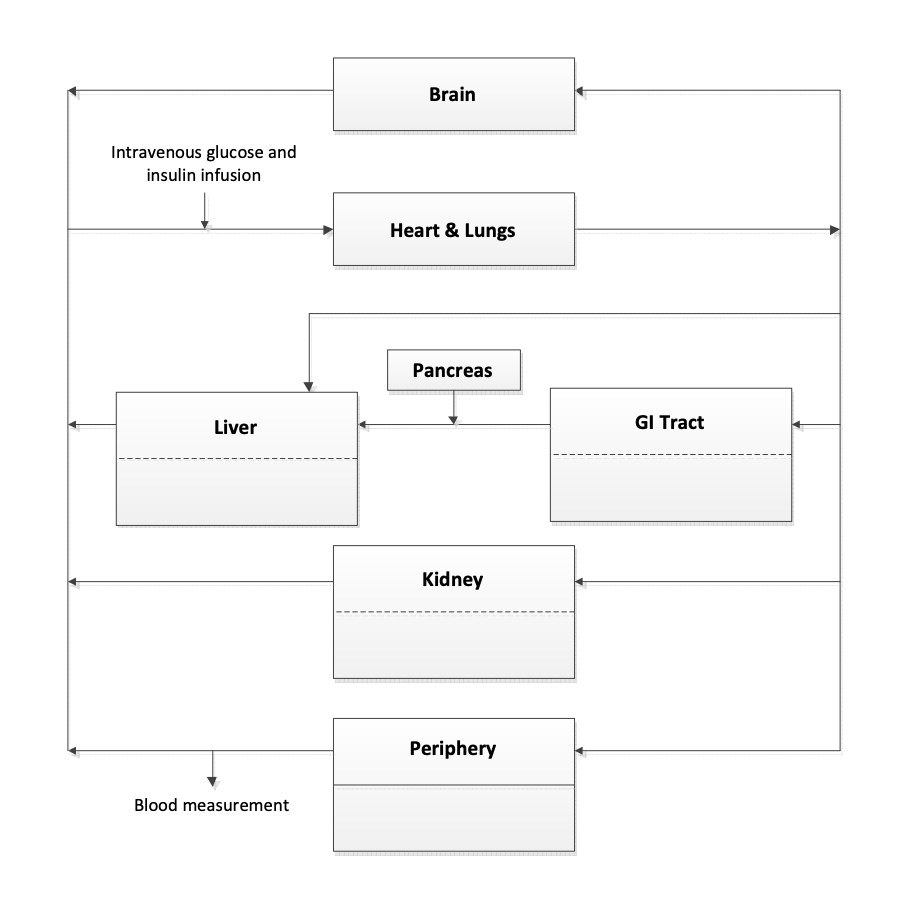 Brain
Intravenous glucose and
insulin infusion
Heart & Lungs
Pancreas
Liver
GI Tract
Kidney
Periphery
Blood measurement